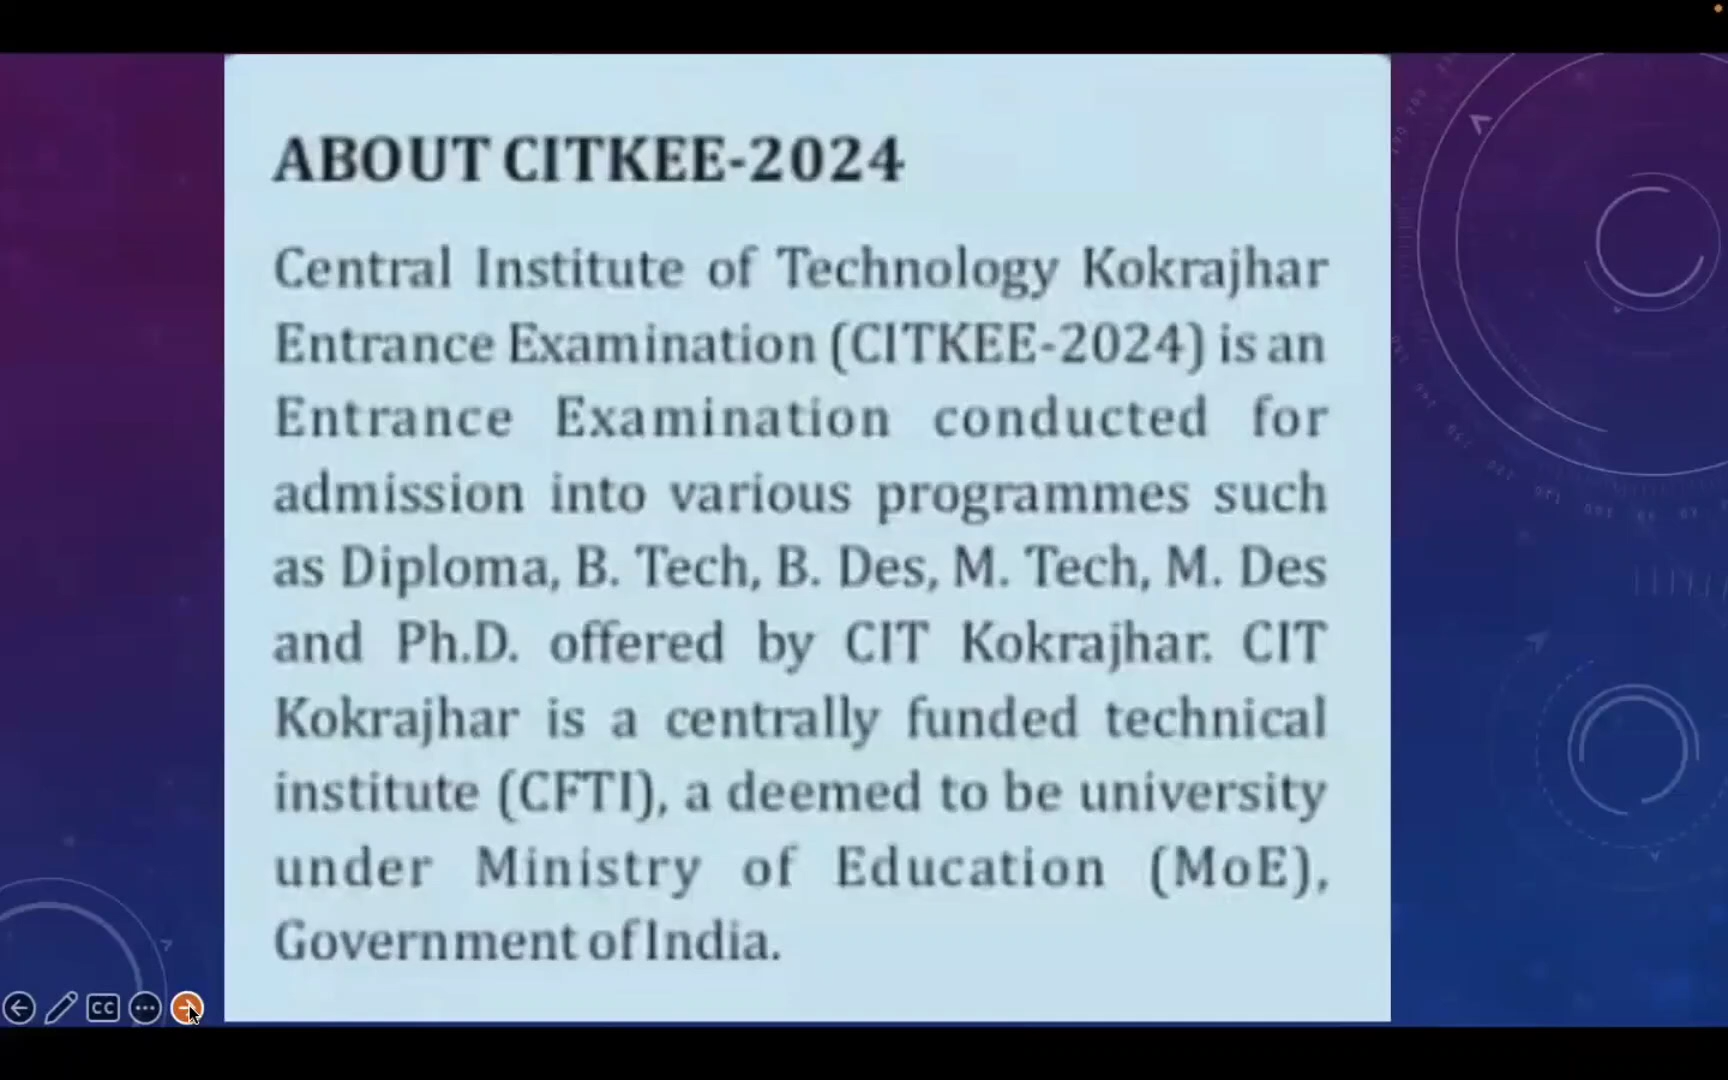 ABOUT CITKEE-2024
Central Institute of Technology Kokrajhar
Entrance Examination (CITKEE-2024) is an
Entrance Examination conducted for
admission into various programmes such
as Diploma, B. Tech, B. Des, M. Tech, M. Des
and Ph.D. offered by CIT Kokrajhar. CIT
Kokrajhar is a centrally funded technical
institute (CFTI), a deemed to be university
under Ministry of Education (MoE),
Government of India.
CC